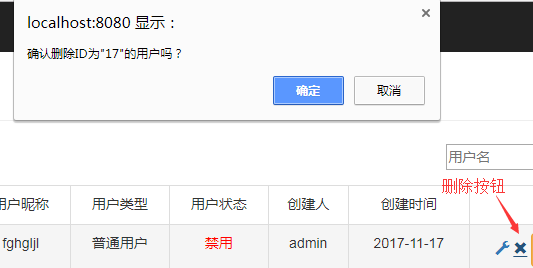 localhost:8080 显示：
确认删除ID为"17"的用户吗？
确定 取消
用户名
删除按钮
用户昵称 用户类型 用户状态 创建人 创建时间
fghgljl 普通用户 禁用 admin 2017-11-17